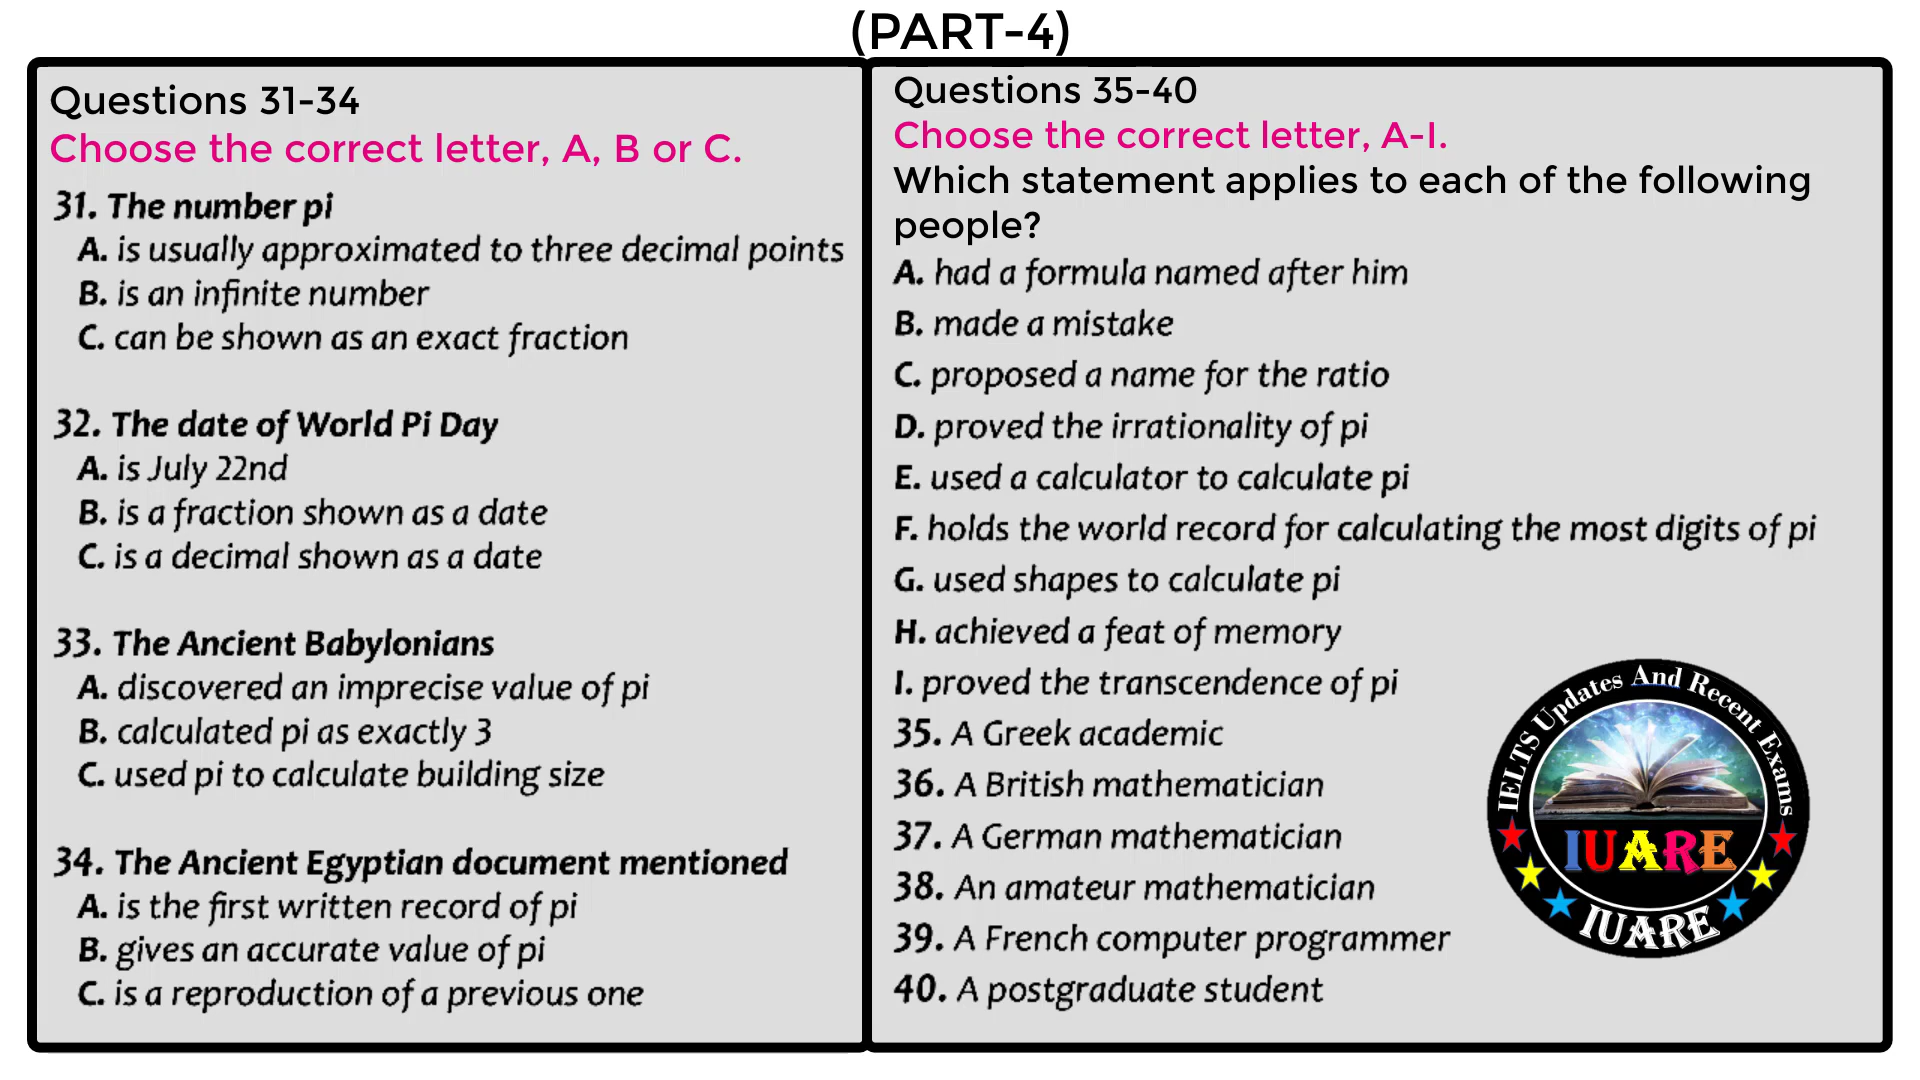 (PART-4)
Questions 31-34
Choose the correct letter, A, B or C.
31. The number pi
A. is usually approximated to three decimal points
B. is an infinite number
C. can be shown as an exact fraction
32. The date of World Pi Day
A. is July 22nd
B. is a fraction shown as a date
C. is a decimal shown as a date
33. The Ancient Babylonians
A. discovered an imprecise value of pi
B. calculated pi as exactly 3
C. used pi to calculate building size
34. The Ancient Egyptian document mentioned
A. is the first written record of pi
B. gives an accurate value of pi
C. is a reproduction of a previous one
Questions 35-40
Choose the correct letter, A-I.
Which statement applies to each of the following
people?
A. had a formula named after him
B. made a mistake
C. proposed a name for the ratio
D. proved the irrationality of pi
E. used a calculator to calculate pi
F. holds the world record for calculating the most digits of pi
G. used shapes to calculate pi
H. achieved a feat of memory
I. proved the transcendence of pi
35. A Greek academic
36. A British mathematician
37. A German mathematician
38. An amateur mathematician
39. A French computer programmer
40. A postgraduate student
IELTS Updates And Recent Exams
IUARE
IUARE